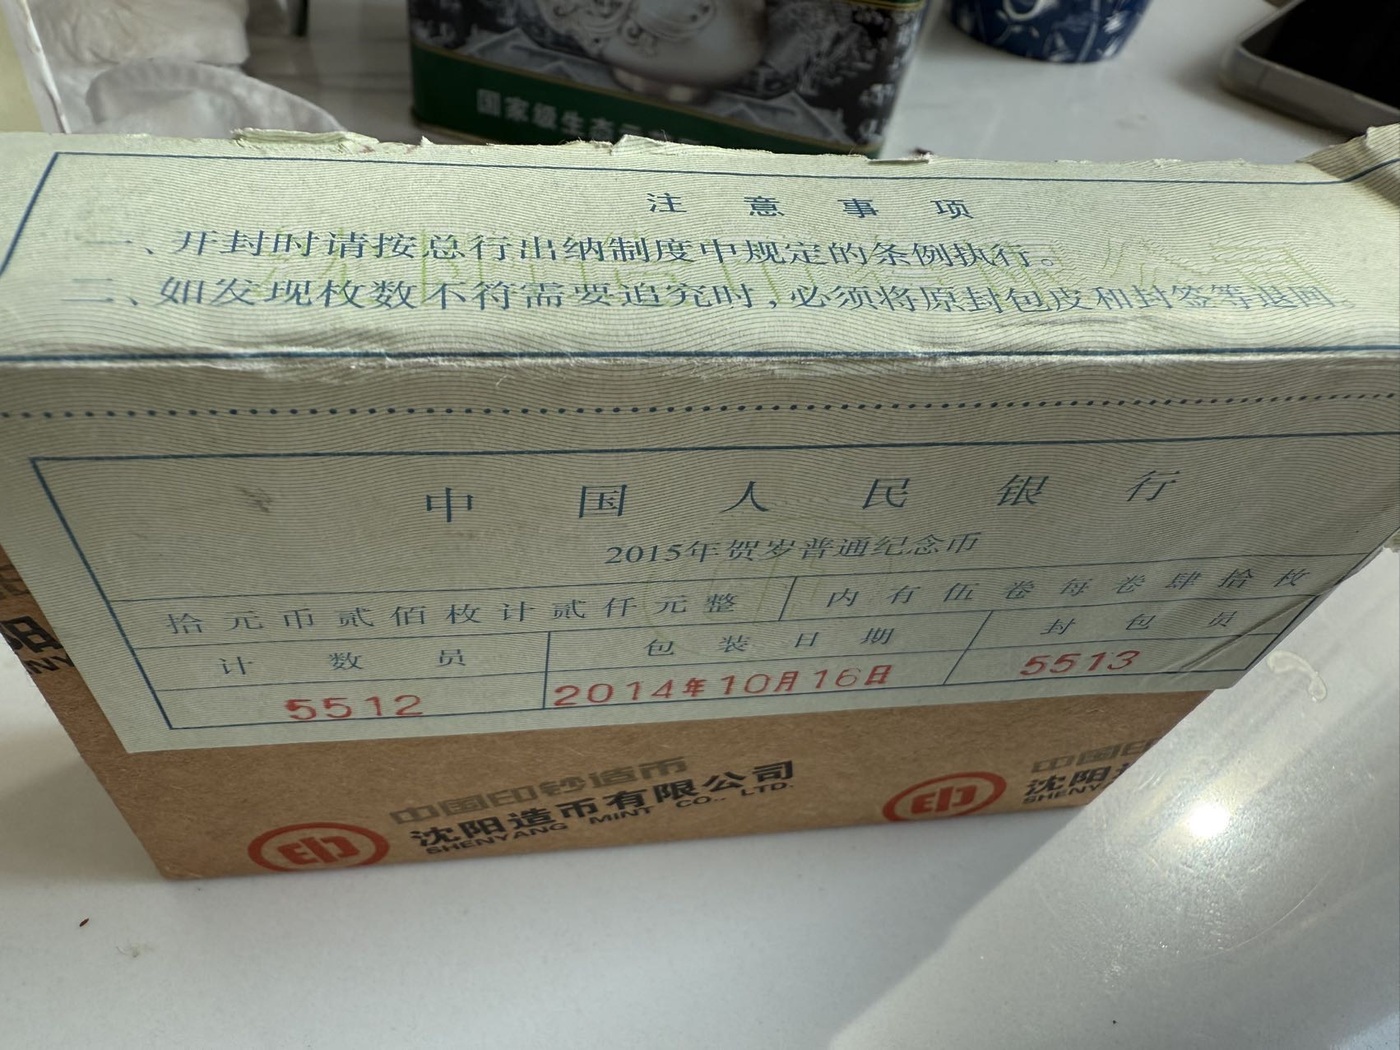 国家级生态
注意事项
一、开封时请按总行出纳制度中规定的条例执行。
二、如发现枚数不符需要追究时,必须将原封包皮和封签等退回
中国人民银行
2015年贺岁普通纪念币
拾元币贰佰枚计贰仟元整 内有伍卷每卷肆拾枚
计数员 包装日期 封包员
5512 2014年10月16日 5513
中国印钞造币
沈阳造币有限公司
SHENYANG MINT CO., LTD.
中国印
沈阳造
SHENY